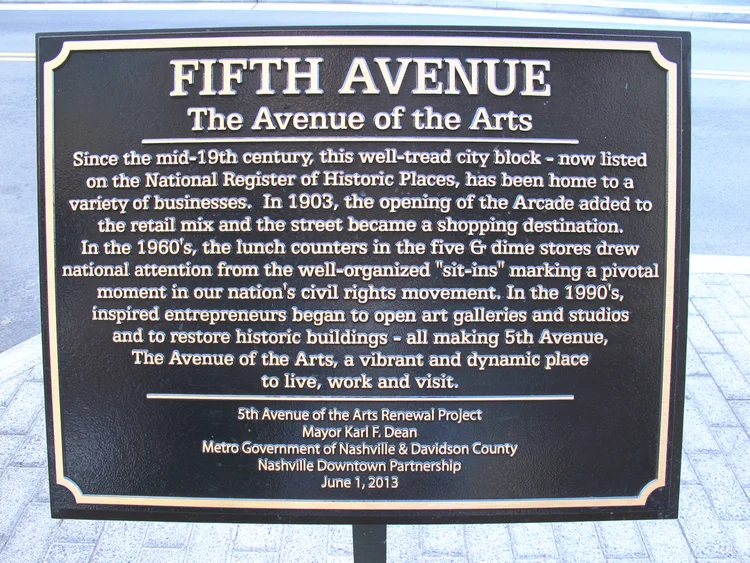 FIFTH AVENUE
The Avenue of the Arts
Since the mid-19th century, this well-tread city block - now listed
on the National Register of Historic Places, has been home to a
variety of businesses. In 1903, the opening of the Arcade added to
the retail mix and the street became a shopping destination.
In the 1960's, the lunch counters in the five & dime stores drew
national attention from the well-organized "sit-ins" marking a pivotal
moment in our nation's civil rights movement. In the 1990's,
inspired entrepreneurs began to open art galleries and studios
and to restore historic buildings - all making 5th Avenue,
The Avenue of the Arts, a vibrant and dynamic place
to live, work and visit.
5th Avenue of the Arts Renewal Project
Mayor Karl F. Dean
Metro Government of Nashville & Davidson County
Nashville Downtown Partnership
June 1, 2013